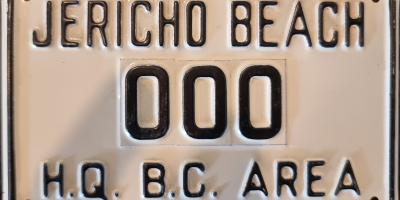 JERICHO BEACH
000
H.Q. B.C. AREA